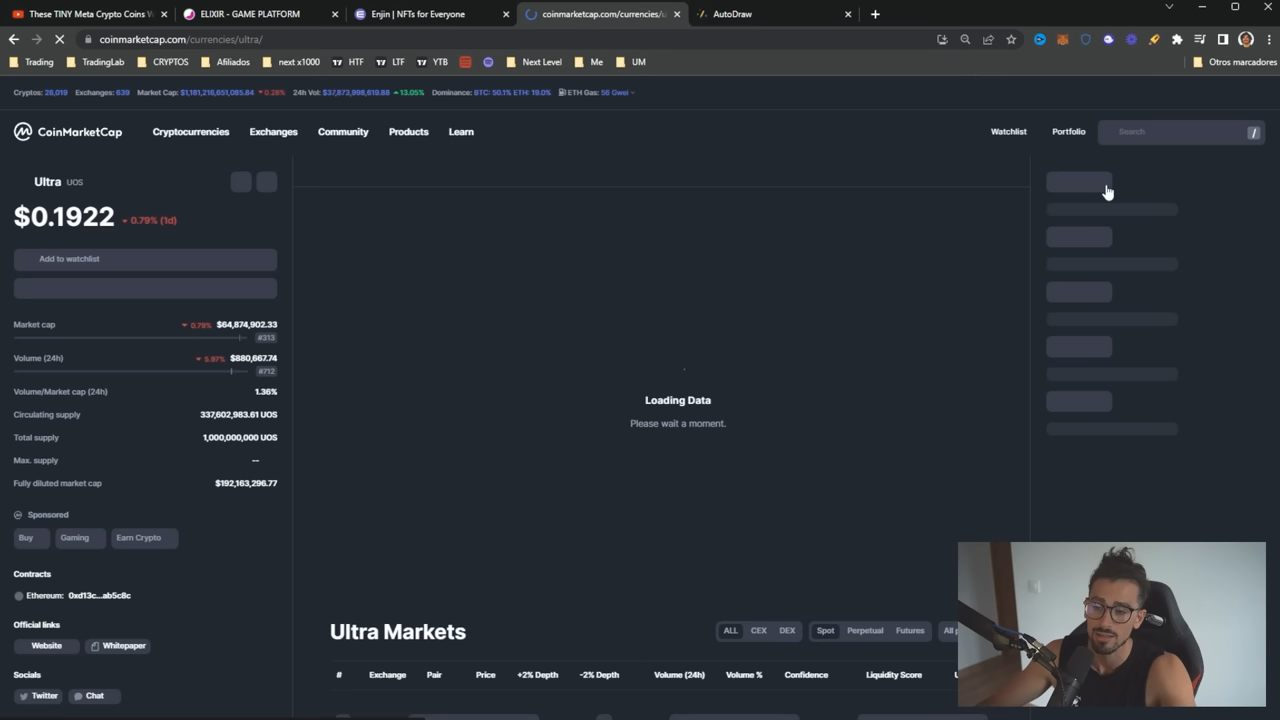 These TINY Meta Crypto Coins W
ELIXIR - GAME PLATFORM
Enjin | NFTs for Everyone
coinmarketcap.com/currencies/u
AutoDraw
coinmarketcap.com/currencies/ultra/
Trading
TradingLab
CRYPTOS
Afiliados
next x1000
HTF
LTF
YTB
Next Level
Me
UM
Otros marcadores
Cryptos: 26,019 Exchanges: 639 Market Cap: $1,181,216,651,085.84 0.28% 24h Vol: $37,873,998,619.88 13.05% Dominance: BTC: 50.1% ETH: 19.0% ETH Gas: 56 Gwei
CoinMarketCap
Cryptocurrencies Exchanges Community Products Learn
Watchlist Portfolio Search /
Ultra UOS
$0.1922 0.79% (1d)
Add to watchlist
Market cap 0.79% $64,874,902.33
#313
Volume (24h) 5.97% $880,667.74
#712
Volume/Market cap (24h) 1.36%
Circulating supply 337,602,983.61 UOS
Total supply 1,000,000,000 UOS
Max. supply --
Fully diluted market cap $192,163,296.77
Sponsored
Buy Gaming Earn Crypto
Contracts
Ethereum: 0xd13c...ab5c8c
Official links
Website Whitepaper
Socials
Twitter Chat
Loading Data
Please wait a moment.
Ultra Markets
ALL CEX DEX Spot Perpetual Futures All p
# Exchange Pair Price +2% Depth -2% Depth Volume (24h) Volume % Confidence Liquidity Score